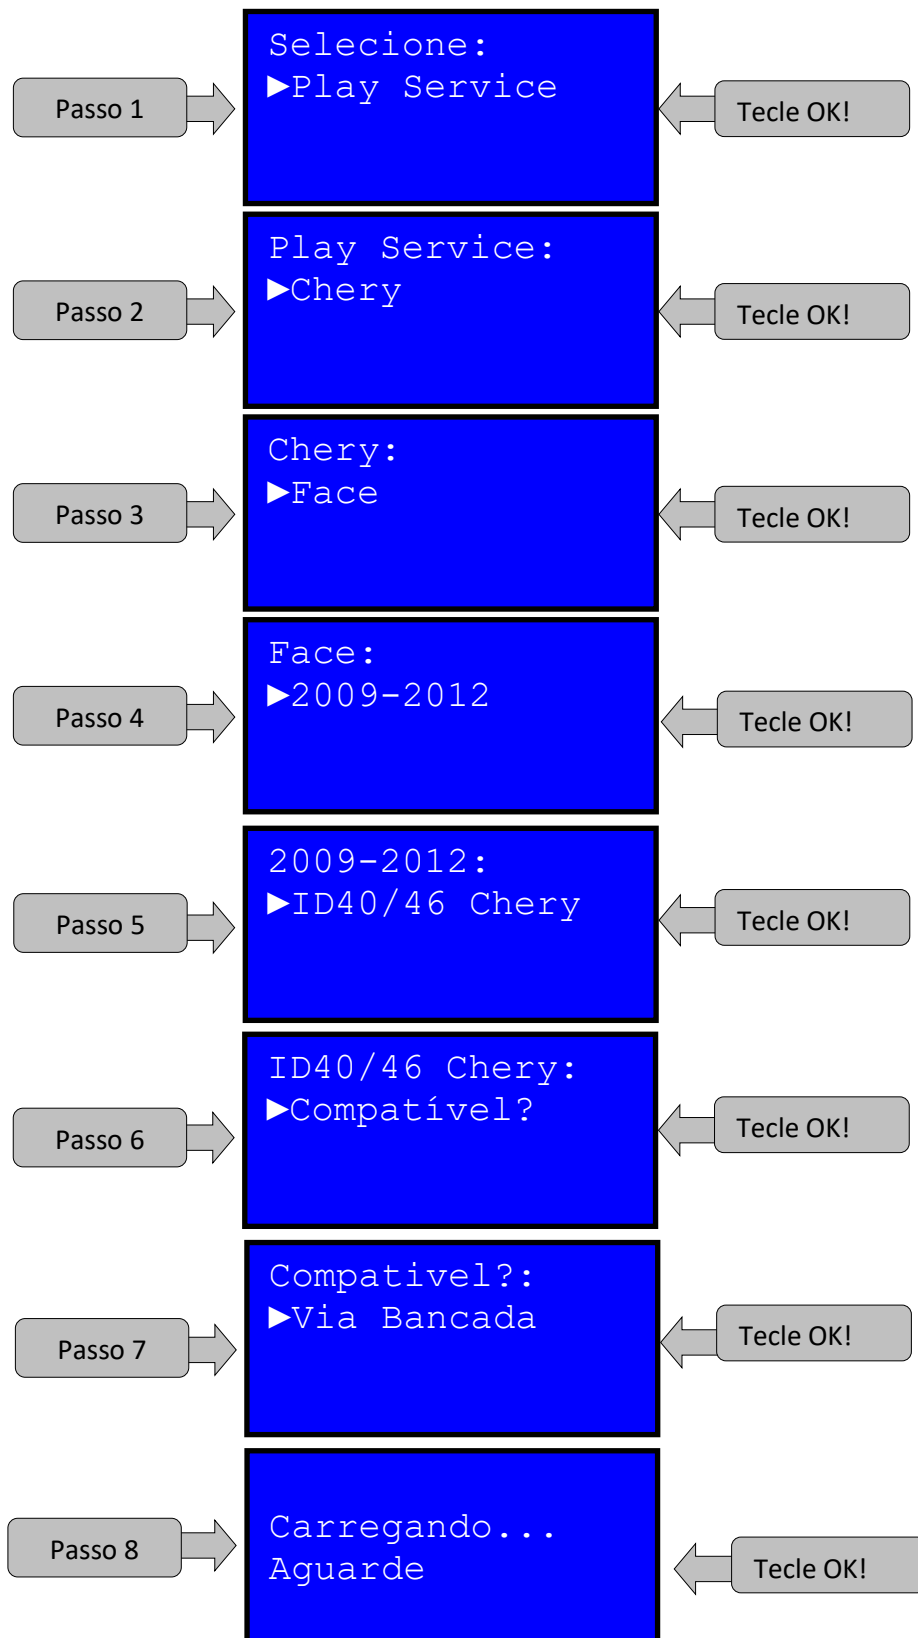 Passo 1
Selecione:
►Play Service
Tecle OK!
Passo 2
Play Service:
►Chery
Tecle OK!
Passo 3
Chery:
►Face
Tecle OK!
Passo 4
Face:
►2009-2012
Tecle OK!
Passo 5
2009-2012:
►ID40/46 Chery
Tecle OK!
Passo 6
ID40/46 Chery:
►Compatível?
Tecle OK!
Passo 7
Compativel?:
►Via Bancada
Tecle OK!
Passo 8
Carregando...
Aguarde
Tecle OK!